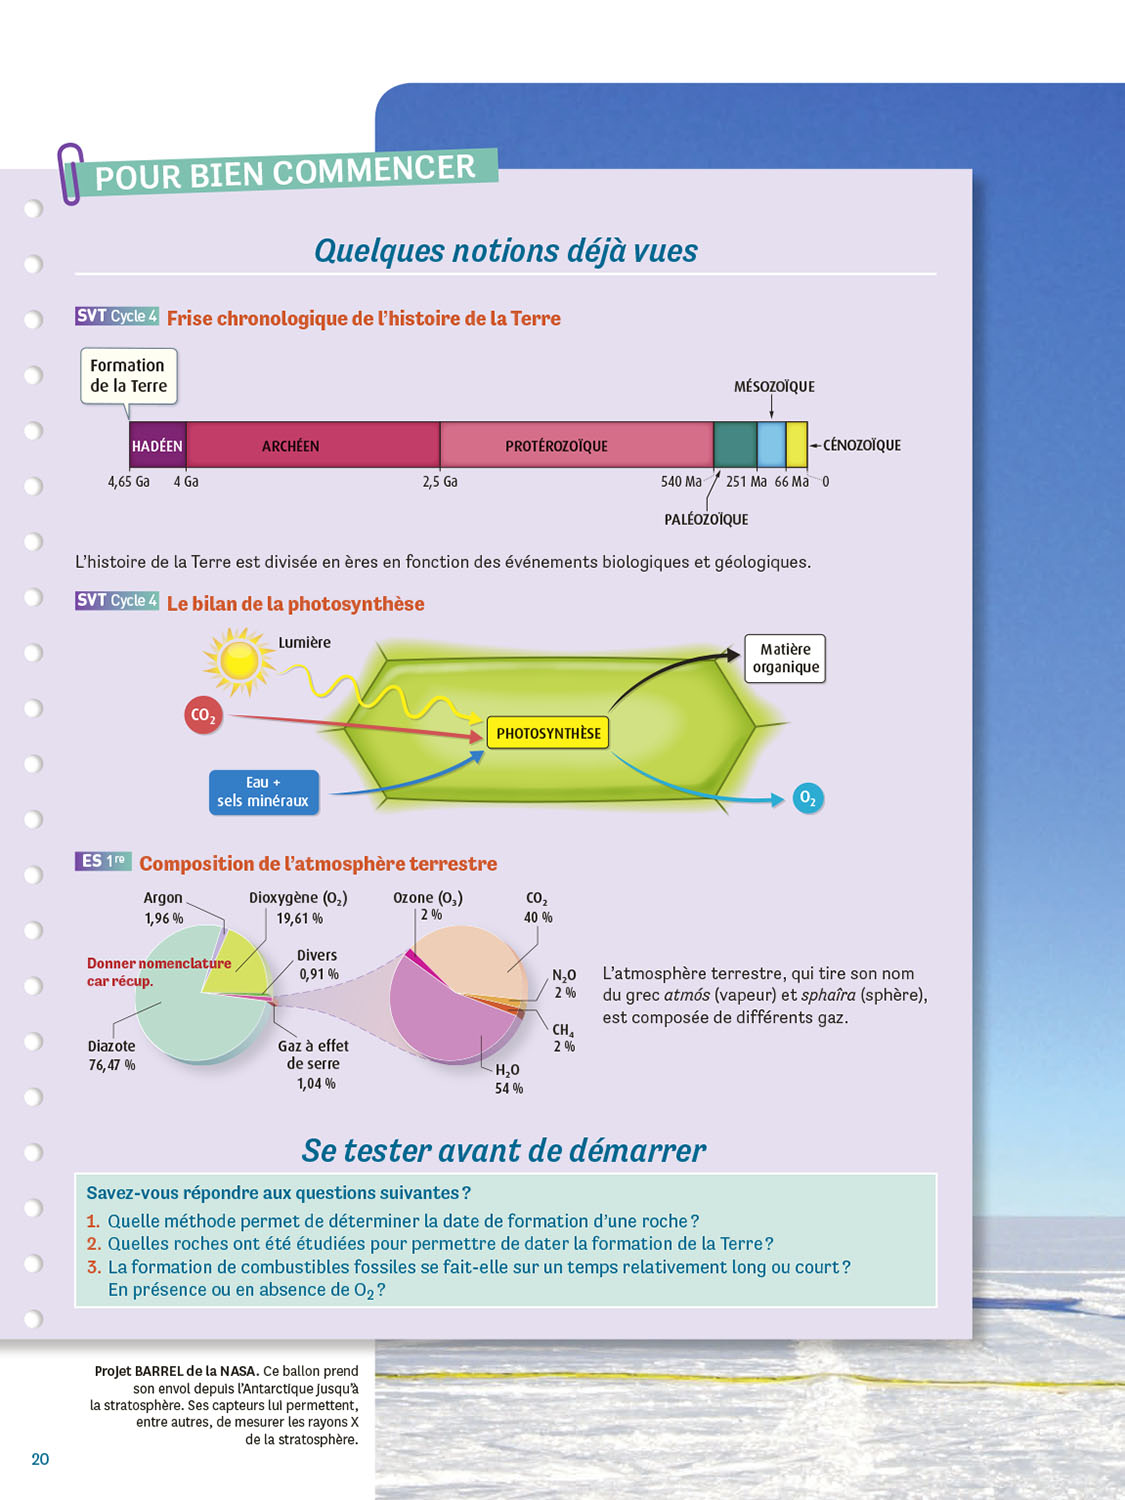 POUR BIEN COMMENCER
Quelques notions déjà vues
SVT Cycle 4 Frise chronologique de l'histoire de la Terre
Formation
de la Terre
MÉSOZOÏQUE
HADÉEN ARCHÉEN PROTÉROZOÏQUE CÉNOZOÏQUE
4,65 Ga 4 Ga 2,5 Ga 540 Ma 251 Ma 66 Ma 0
PALÉOZOÏQUE
L'histoire de la Terre est divisée en ères en fonction des événements biologiques et géologiques.
SVT Cycle 4 Le bilan de la photosynthèse
Lumière
Matière
organique
CO₂
PHOTOSYNTHÈSE
Eau +
sels minéraux
O₂
ES 1re Composition de l'atmosphère terrestre
Argon
1,96 %
Dioxygène (O₂)
19,61 %
Divers
0,91 %
Donner nomenclature
car récup.
Diazote
76,47 %
Gaz à effet
de serre
1,04 %
Ozone (O₃)
2 %
CO₂
40 %
N₂O
2 %
CH₄
2 %
H₂O
54 %
L'atmosphère terrestre, qui tire son nom
du grec atmós (vapeur) et sphaîra (sphère),
est composée de différents gaz.
Se tester avant de démarrer
Savez-vous répondre aux questions suivantes ?
1. Quelle méthode permet de déterminer la date de formation d'une roche ?
2. Quelles roches ont été étudiées pour permettre de dater la formation de la Terre ?
3. La formation de combustibles fossiles se fait-elle sur un temps relativement long ou court ?
En présence ou en absence de O₂ ?
Projet BARREL de la NASA. Ce ballon prend
son envol depuis l'Antarctique jusqu'à
la stratosphère. Ses capteurs lui permettent,
entre autres, de mesurer les rayons X
de la stratosphère.
20